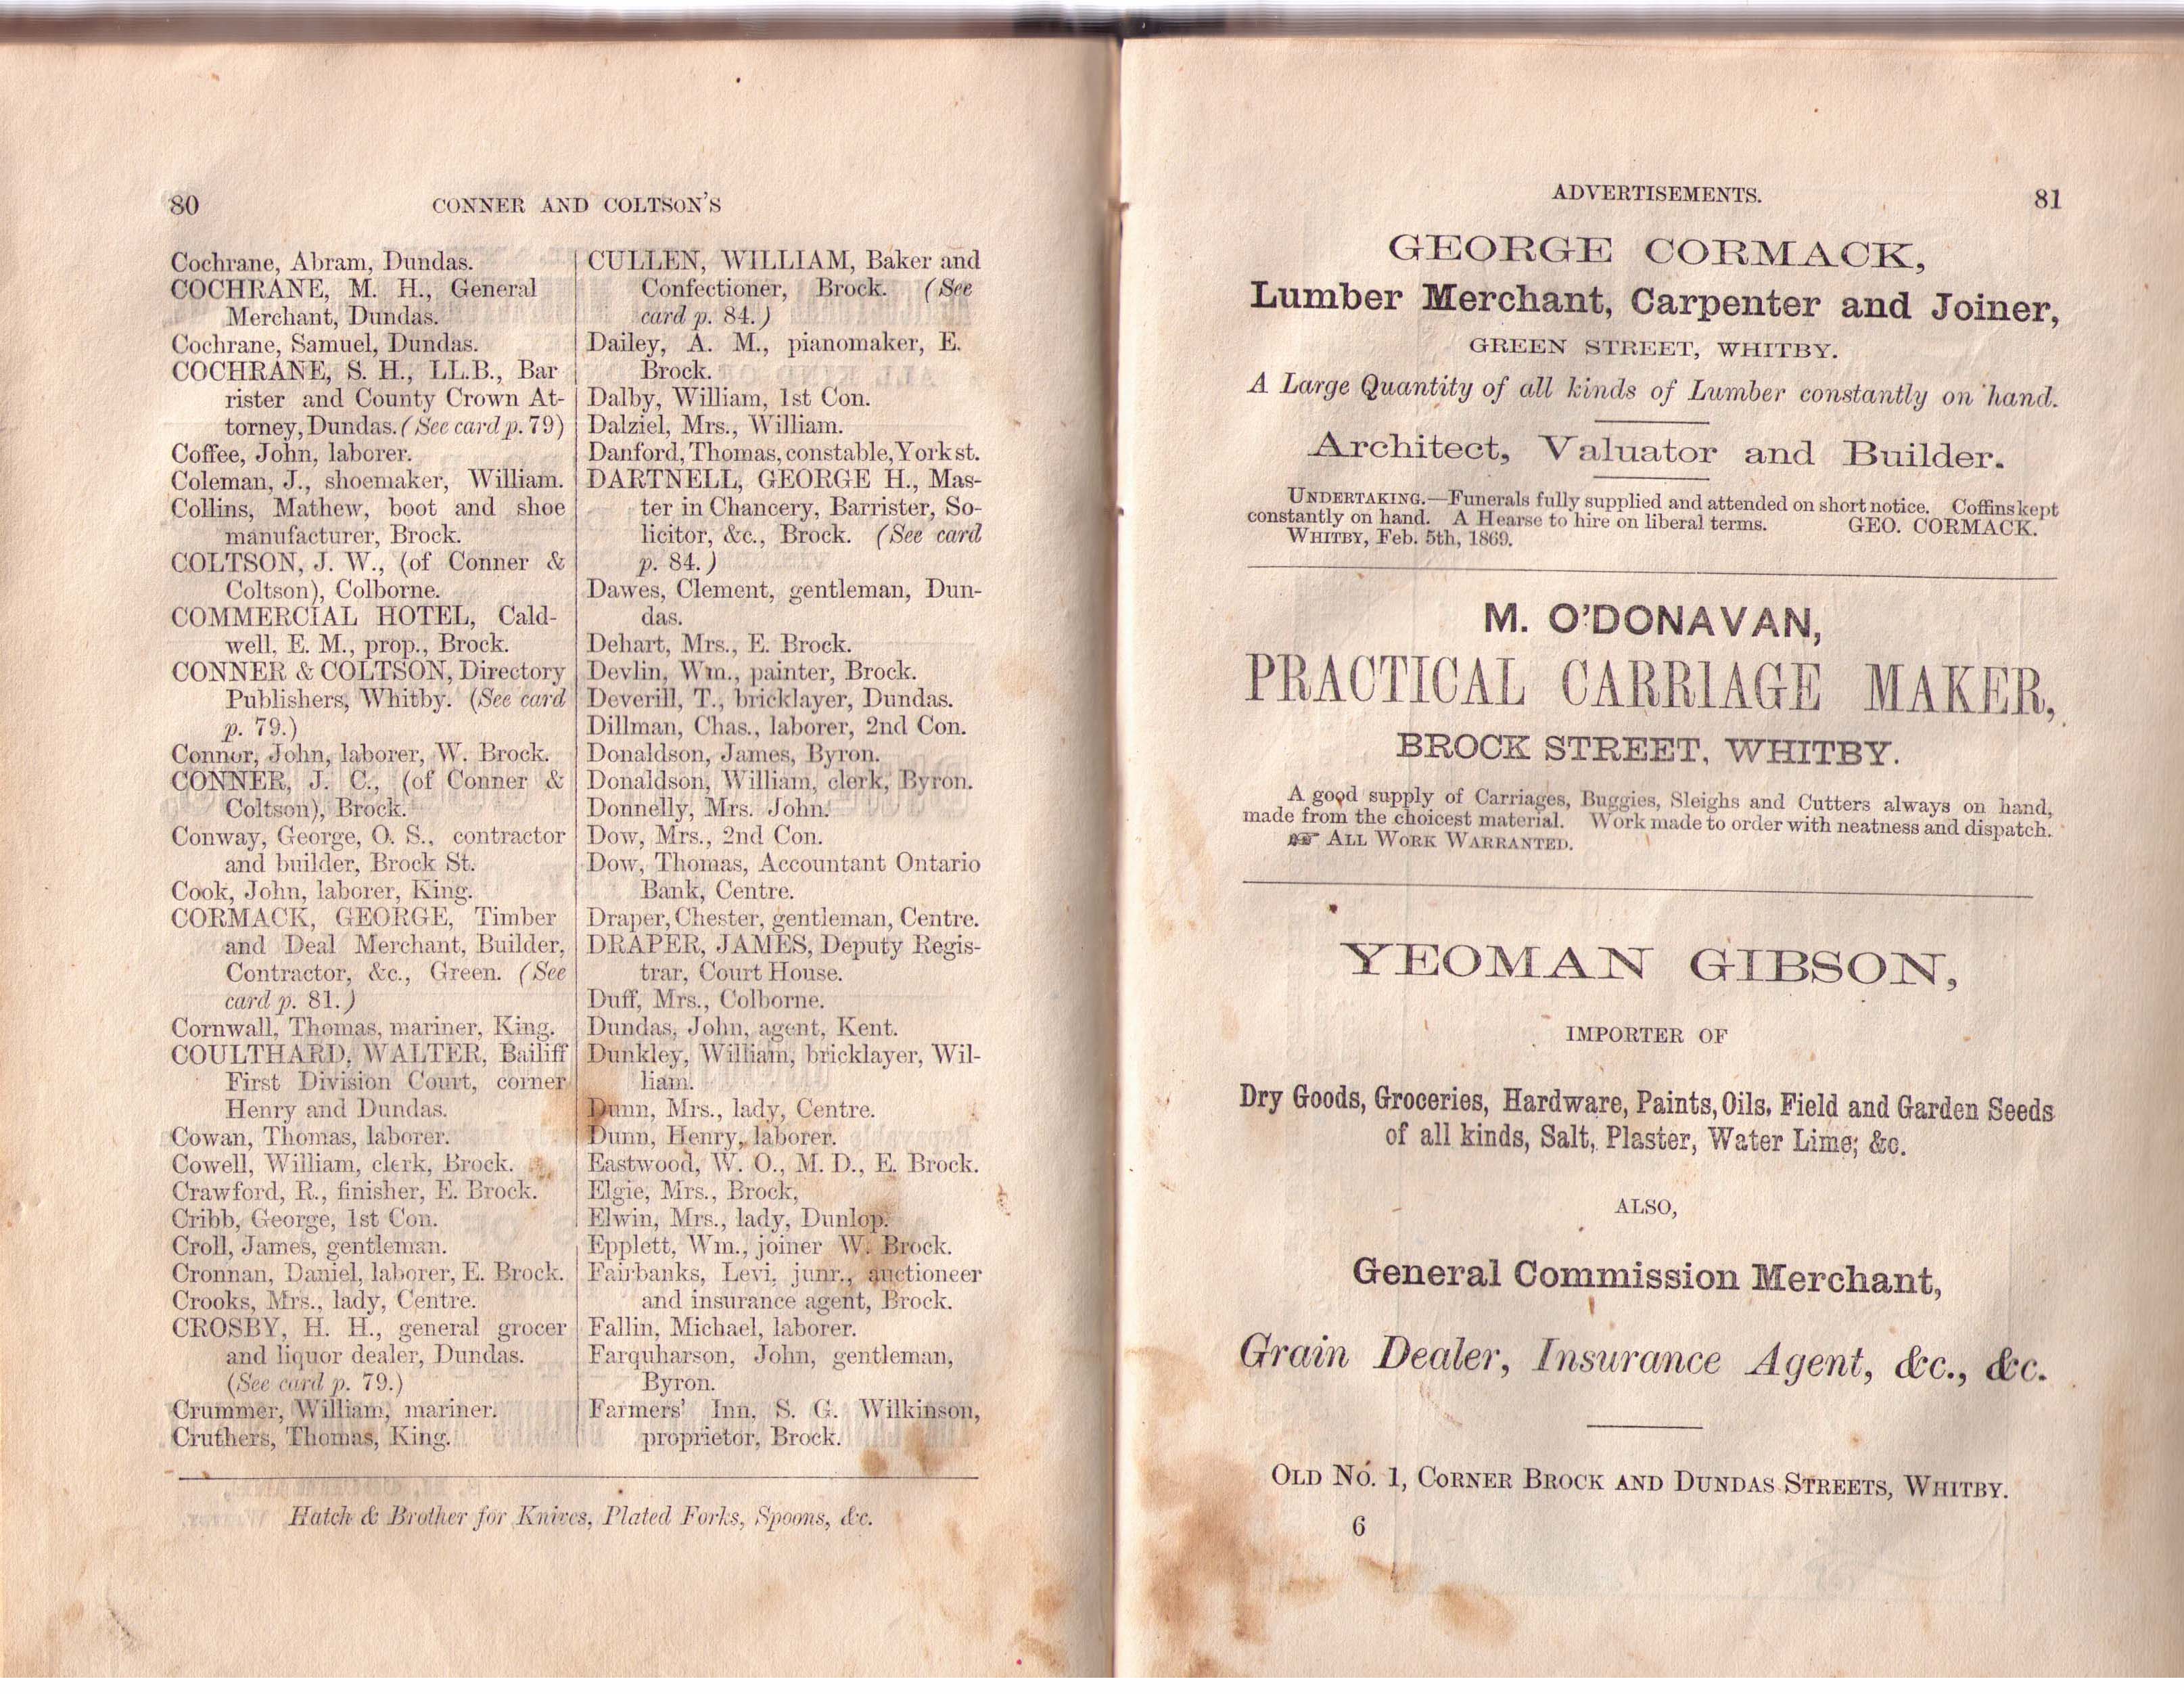 80
CONNER AND COLTSON'S
Cochrane, Abram, Dundas.
COCHRANE, M. H., General
Merchant, Dundas.
Cochrane, Samuel, Dundas.
COCHRANE, S. H., LL.B., Bar
rister and County Crown At-
torney, Dundas. (See card p. 79)
Coffee, John, laborer.
Coleman, J., shoemaker, William.
Collins, Mathew, boot and shoe
manufacturer, Brock.
COLTSON, J. W., (of Conner &
Coltson), Colborne.
COMMERCIAL HOTEL, Cald-
well, E. M., prop., Brock.
CONNER & COLTSON, Directory
Publishers, Whitby. (See card
p. 79.)
Connor, John, laborer, W. Brock.
CONNER, J. C., (of Conner &
Coltson), Brock.
Conway, George, O. S., contractor
and builder, Brock St.
Cook, John, laborer, King.
CORMACK, GEORGE, Timber
and Deal Merchant, Builder,
Contractor, &c., Green. (See
card p. 81.)
Cornwall, Thomas, mariner, King.
COULTHARD, WALTER, Bailiff
First Division Court, corner
Henry and Dundas.
Cowan, Thomas, laborer.
Cowell, William, clerk, Brock.
Crawford, R., finisher, E. Brock.
Cribb, George, 1st Con.
Croll, James, gentleman.
Cronnan, Daniel, laborer, E. Brock.
Crooks, Mrs., lady, Centre.
CROSBY, H. H., general grocer
and liquor dealer, Dundas.
(See card p. 79.)
Crummer, William, mariner.
Cruthers, Thomas, King.
CULLEN, WILLIAM, Baker and
Confectioner, Brock. (See
card p. 84.)
Dailey, A. M., pianomaker, E.
Brock.
Dalby, William, 1st Con.
Dalziel, Mrs., William.
Danford, Thomas, constable, York st.
DARTNELL, GEORGE H., Mas-
ter in Chancery, Barrister, So-
licitor, &c., Brock. (See card
p. 84.)
Dawes, Clement, gentleman, Dun-
das.
Dehart, Mrs., E. Brock.
Devlin, Wm., painter, Brock.
Deverill, T., bricklayer, Dundas.
Dillman, Chas., laborer, 2nd Con.
Donaldson, James, Byron.
Donaldson, William, clerk, Byron.
Donnelly, Mrs. John.
Dow, Mrs., 2nd Con.
Dow, Thomas, Accountant Ontario
Bank, Centre.
Draper, Chester, gentleman, Centre.
DRAPER, JAMES, Deputy Regis-
trar, Court House.
Duff, Mrs., Colborne.
Dundas, John, agent, Kent.
Dunkley, William, bricklayer, Wil-
liam.
Dunn, Mrs., lady, Centre.
Dunn, Henry, laborer.
Eastwood, W. O., M. D., E. Brock.
Elgie, Mrs., Brock,
Elwin, Mrs., lady, Dunlop.
Epplett, Wm., joiner W. Brock.
Fairbanks, Levi, junr., auctioneer
and insurance agent, Brock.
Fallin, Michael, laborer.
Farquharson, John, gentleman,
Byron.
Farmers' Inn, S. G. Wilkinson,
proprietor, Brock.
Hatch & Brother for Knives, Plated Forks, Spoons, &c.
ADVERTISEMENTS.
81
GEORGE CORMACK,
Lumber Merchant, Carpenter and Joiner,
GREEN STREET, WHITBY.
A Large Quantity of all kinds of Lumber constantly on hand.
Architect, Valuator and Builder.
UNDERTAKING.—Funerals fully supplied and attended on short notice. Coffins kept
constantly on hand. A Hearse to hire on liberal terms. GEO. CORMACK.
WHITBY, Feb. 5th, 1869.
M. O'DONAVAN,
PRACTICAL CARRIAGE MAKER,
BROCK STREET, WHITBY.
A good supply of Carriages, Buggies, Sleighs and Cutters always on hand,
made from the choicest material. Work made to order with neatness and dispatch.
☞ ALL WORK WARRANTED.
YEOMAN GIBSON,
IMPORTER OF
Dry Goods, Groceries, Hardware, Paints, Oils, Field and Garden Seeds
of all kinds, Salt, Plaster, Water Lime; &c.
ALSO,
General Commission Merchant,
Grain Dealer, Insurance Agent, &c., &c.
OLD NO. 1, CORNER BROCK AND DUNDAS STREETS, WHITBY.
6